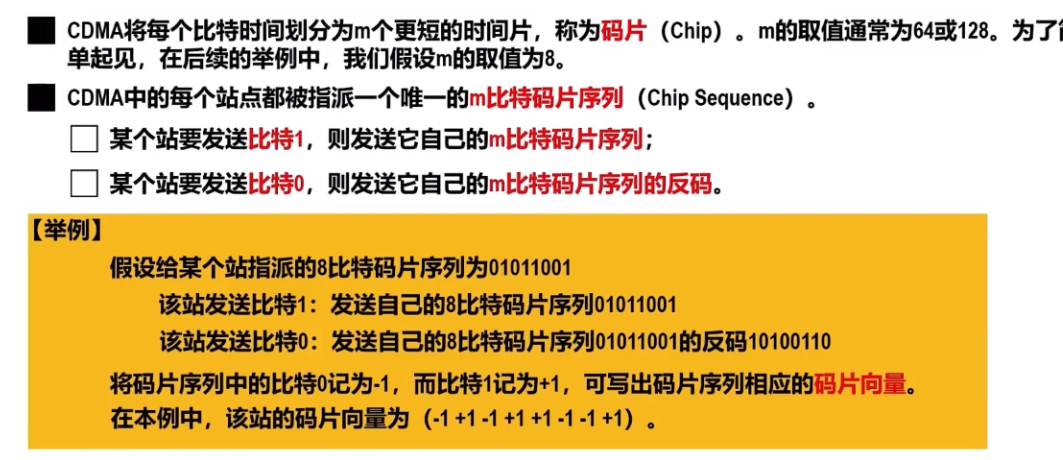 CDMA将每个比特时间划分为m个更短的时间片，称为码片（Chip）。m的取值通常为64或128。为了
单起见，在后续的举例中，我们假设m的取值为8。
CDMA中的每个站点都被指派一个唯一的m比特码片序列（Chip Sequence）。
某个站要发送比特1，则发送它自己的m比特码片序列；
某个站要发送比特0，则发送它自己的m比特码片序列的反码。
【举例】
假设给某个站指派的8比特码片序列为01011001
该站发送比特1：发送自己的8比特码片序列01011001
该站发送比特0：发送自己的8比特码片序列01011001的反码10100110
将码片序列中的比特0记为-1，而比特1记为+1，可写出码片序列相应的码片向量。
在本例中，该站的码片向量为（-1 +1 -1 +1 +1 -1 -1 +1）。